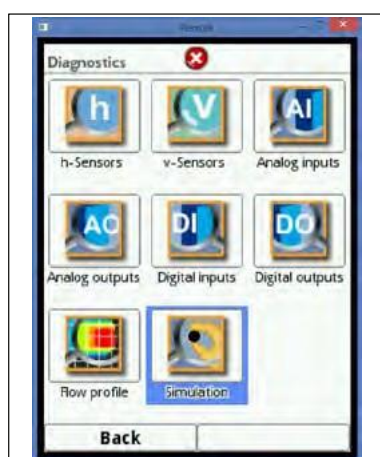 Diagnostics
h
V
AI
h-Sensors
v-Sensors
Analog inputs
AO
DI
DO
Analog outputs
Digital inputs
Digital outputs
Flow profile
Simulation
Back